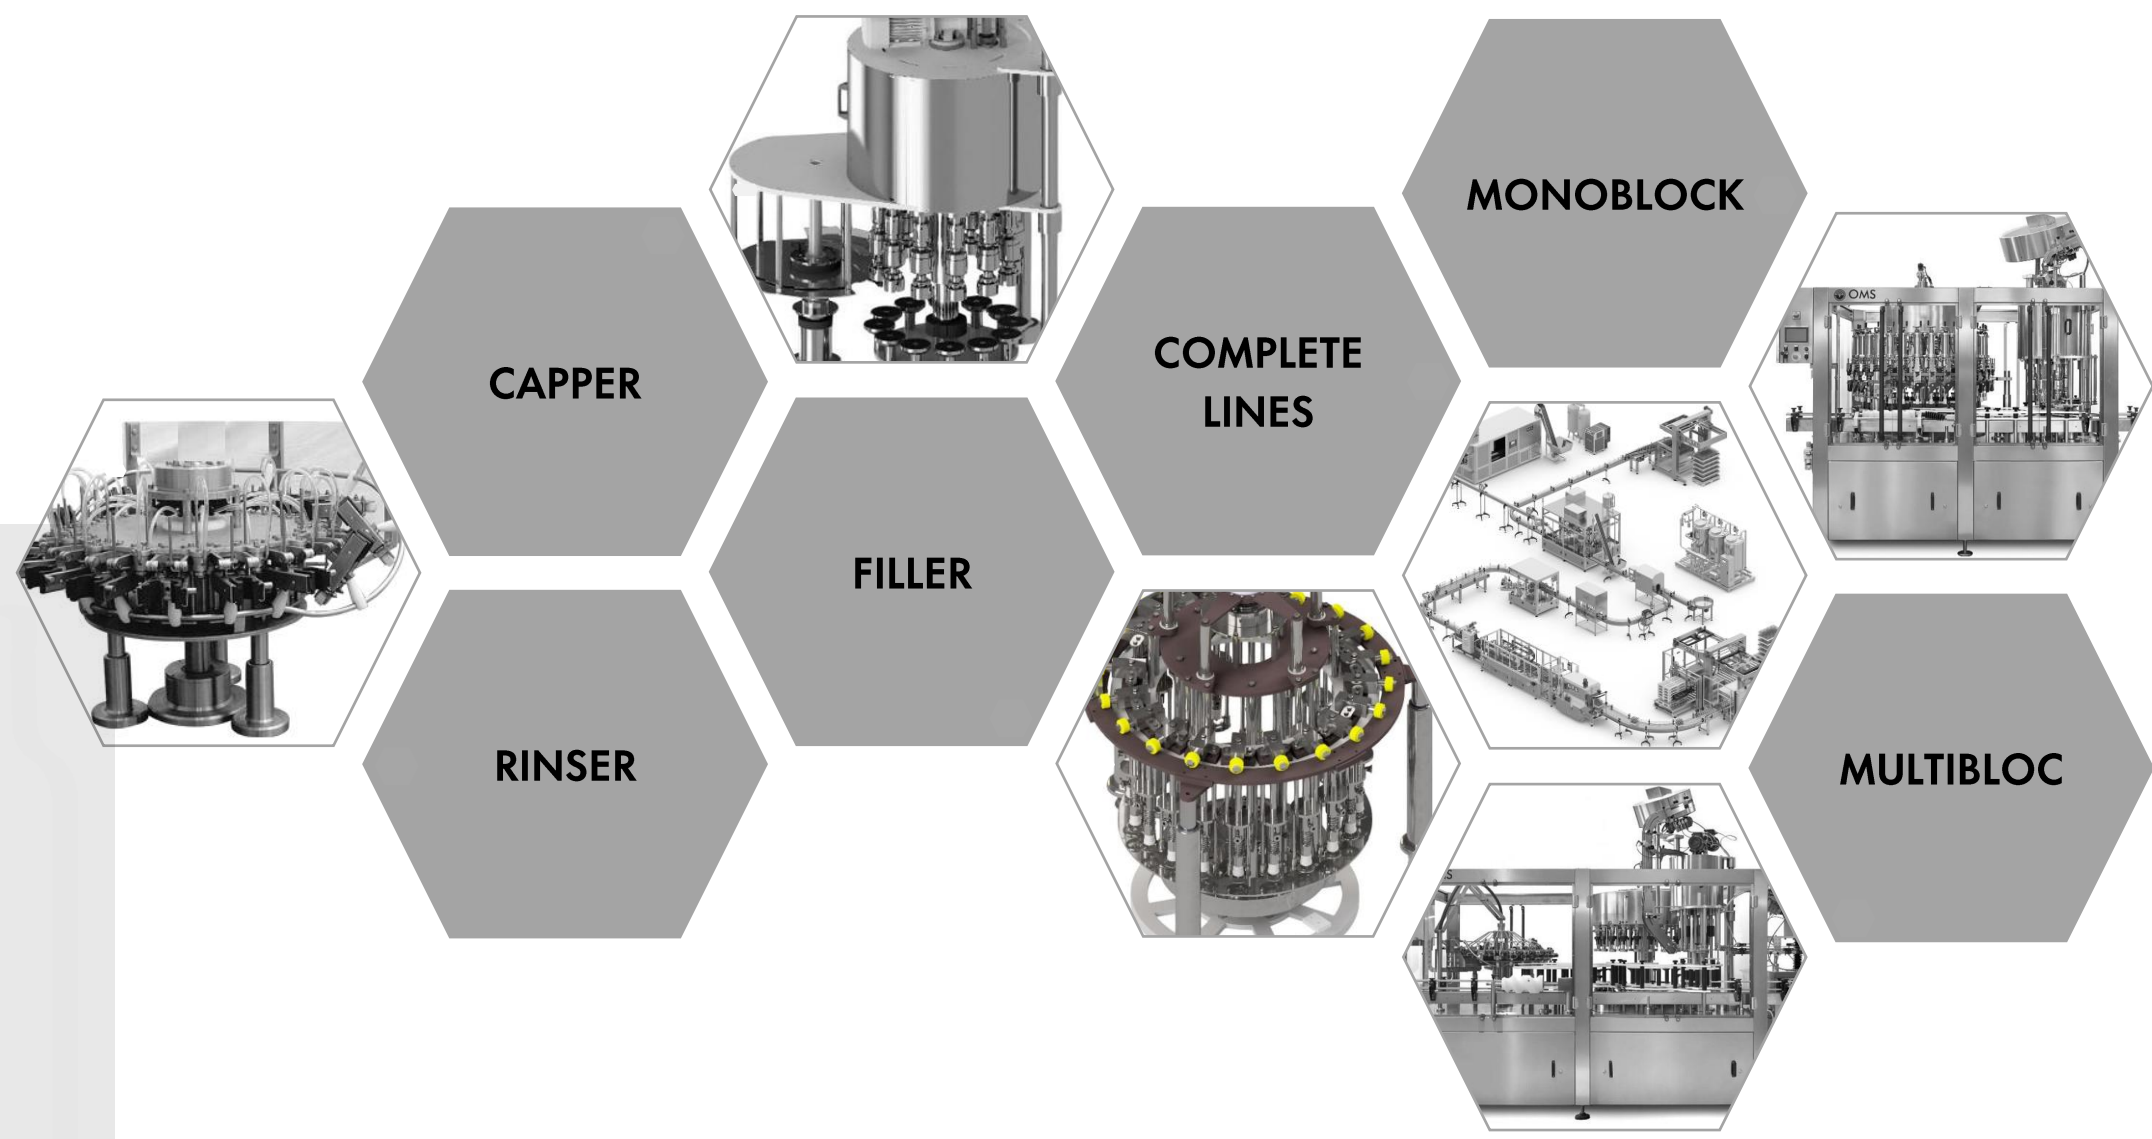 MONOBLOCK
OMS
COMPLETE
LINES
CAPPER
FILLER
RINSER
MULTIBLOC